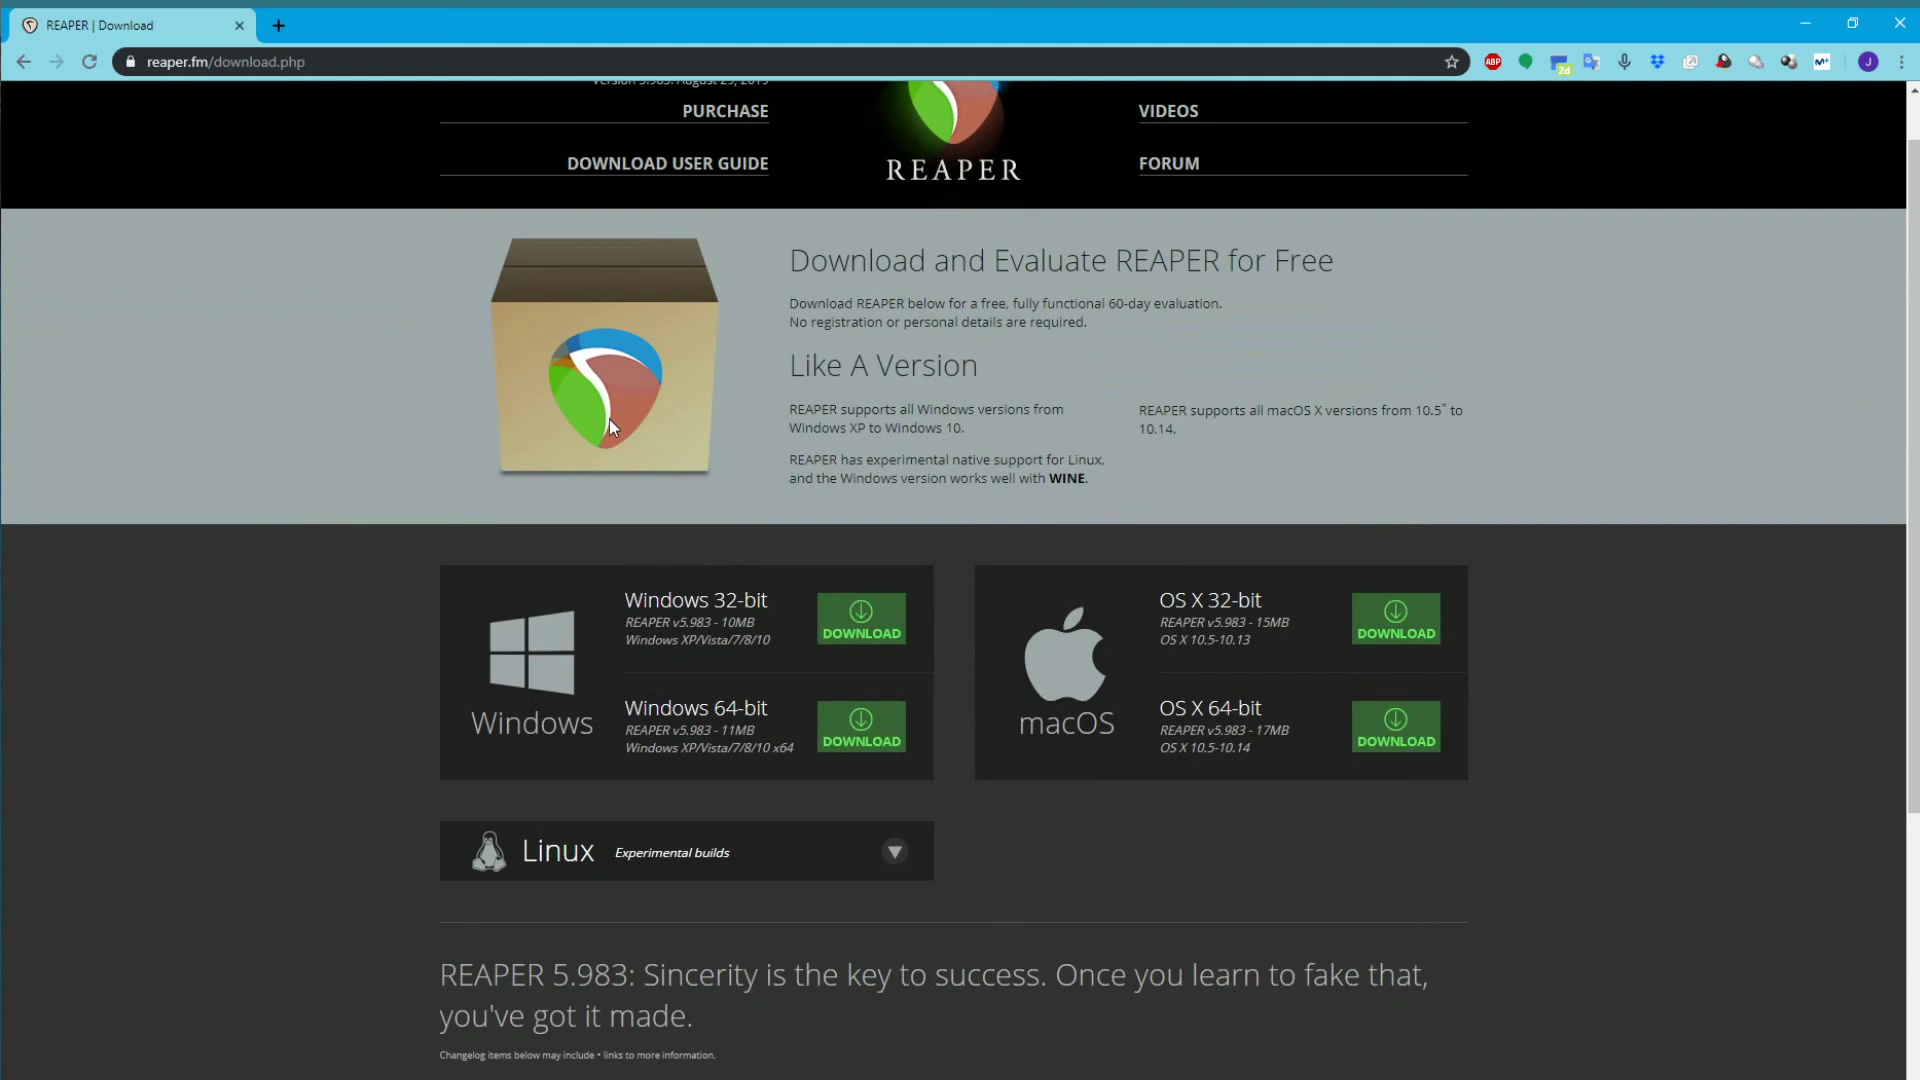 REAPER | Download
reaper.fm/download.php
ABP
2d
J
PURCHASE
DOWNLOAD USER GUIDE
REAPER
VIDEOS
FORUM
Download and Evaluate REAPER for Free
Download REAPER below for a free, fully functional 60-day evaluation.
No registration or personal details are required.
Like A Version
REAPER supports all Windows versions from
Windows XP to Windows 10.
REAPER has experimental native support for Linux,
and the Windows version works well with WINE.
REAPER supports all macOS X versions from 10.5* to
10.14.
Windows
Windows 32-bit
REAPER v5.983 - 10MB
Windows XP/Vista/7/8/10
DOWNLOAD
Windows 64-bit
REAPER v5.983 - 11MB
Windows XP/Vista/7/8/10 x64
DOWNLOAD
macOS
OS X 32-bit
REAPER v5.983 - 15MB
OS X 10.5-10.13
DOWNLOAD
OS X 64-bit
REAPER v5.983 - 17MB
OS X 10.5-10.14
DOWNLOAD
Linux Experimental builds
REAPER 5.983: Sincerity is the key to success. Once you learn to fake that,
you've got it made.
Changelog items below may include • links to more information.